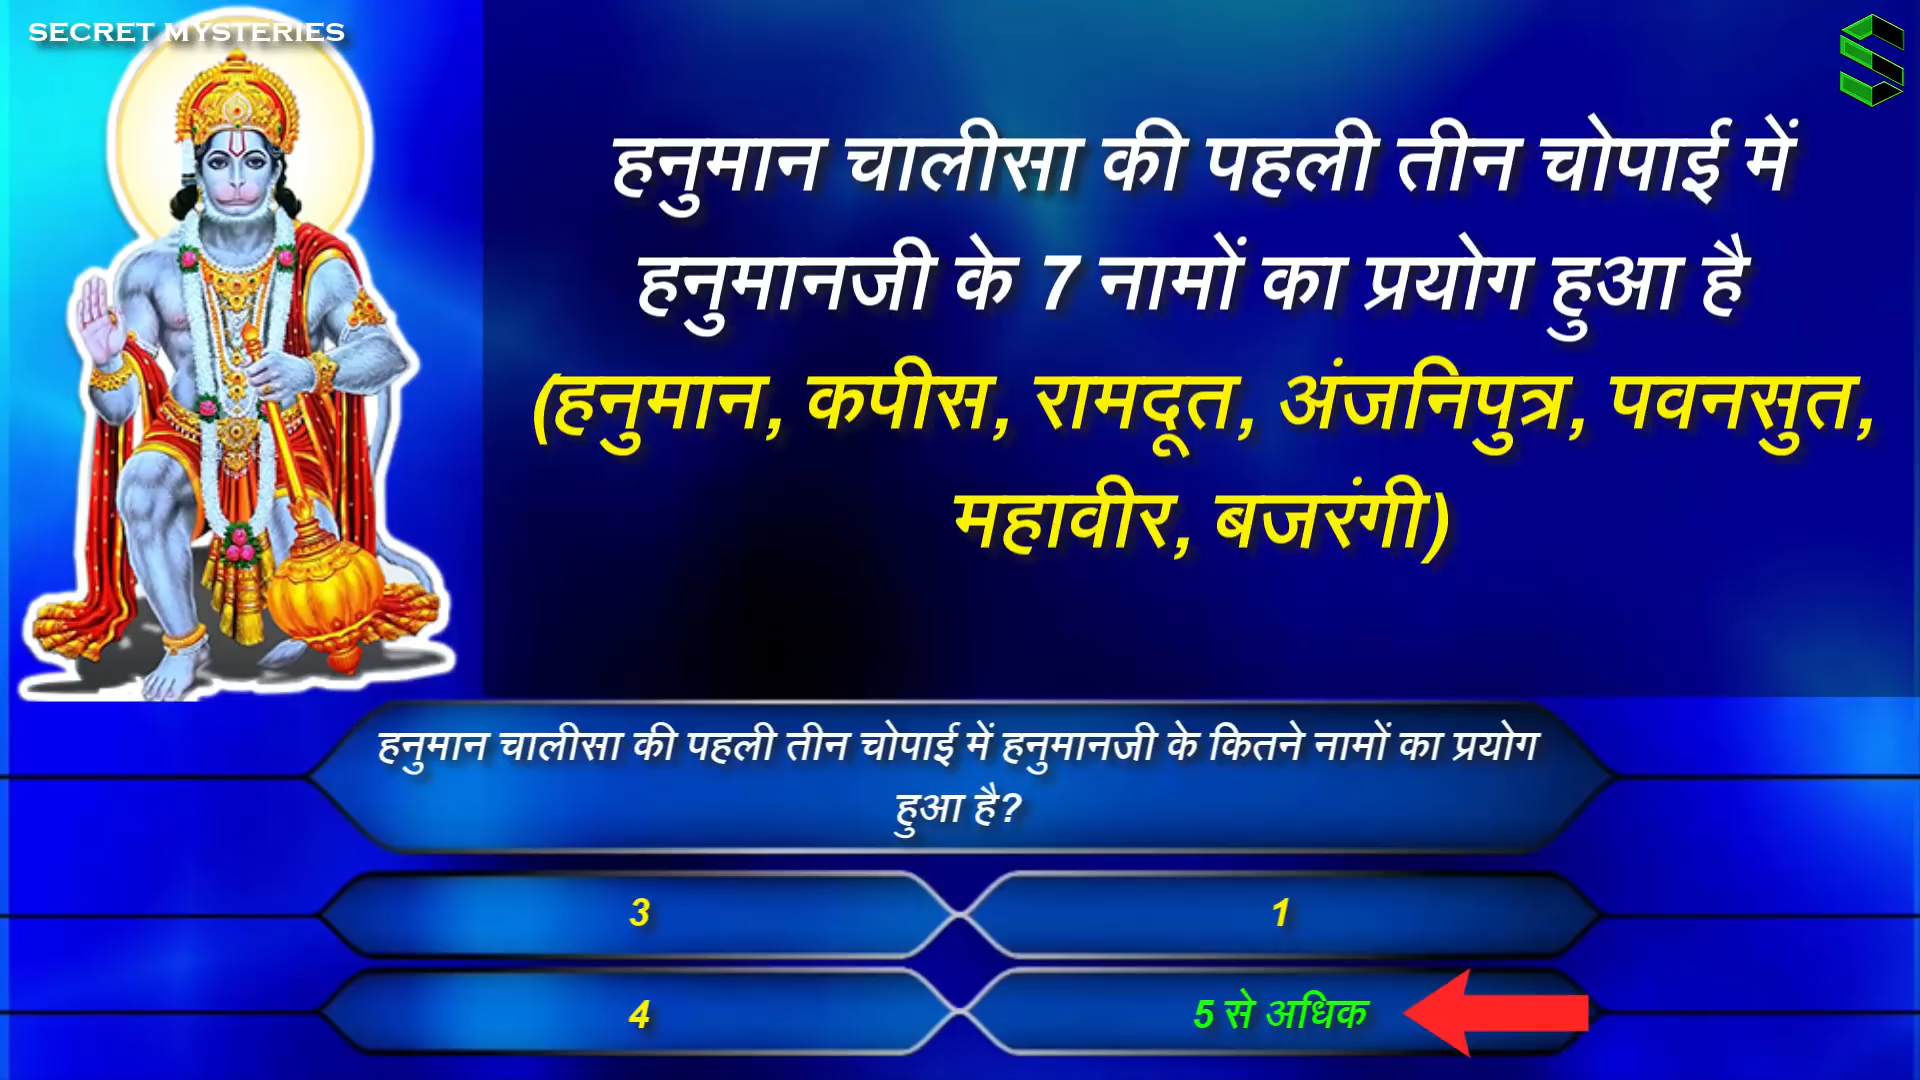 SECRET MYSTERIES
हनुमान चालीसा की पहली तीन चोपाई में
हनुमानजी के 7 नामों का प्रयोग हुआ है
(हनुमान, कपीस, रामदूत, अंजनिपुत्र, पवनसुत,
महावीर, बजरंगी)
हनुमान चालीसा की पहली तीन चोपाई में हनुमानजी के कितने नामों का प्रयोग
हुआ है?
3
1
4
5 से अधिक